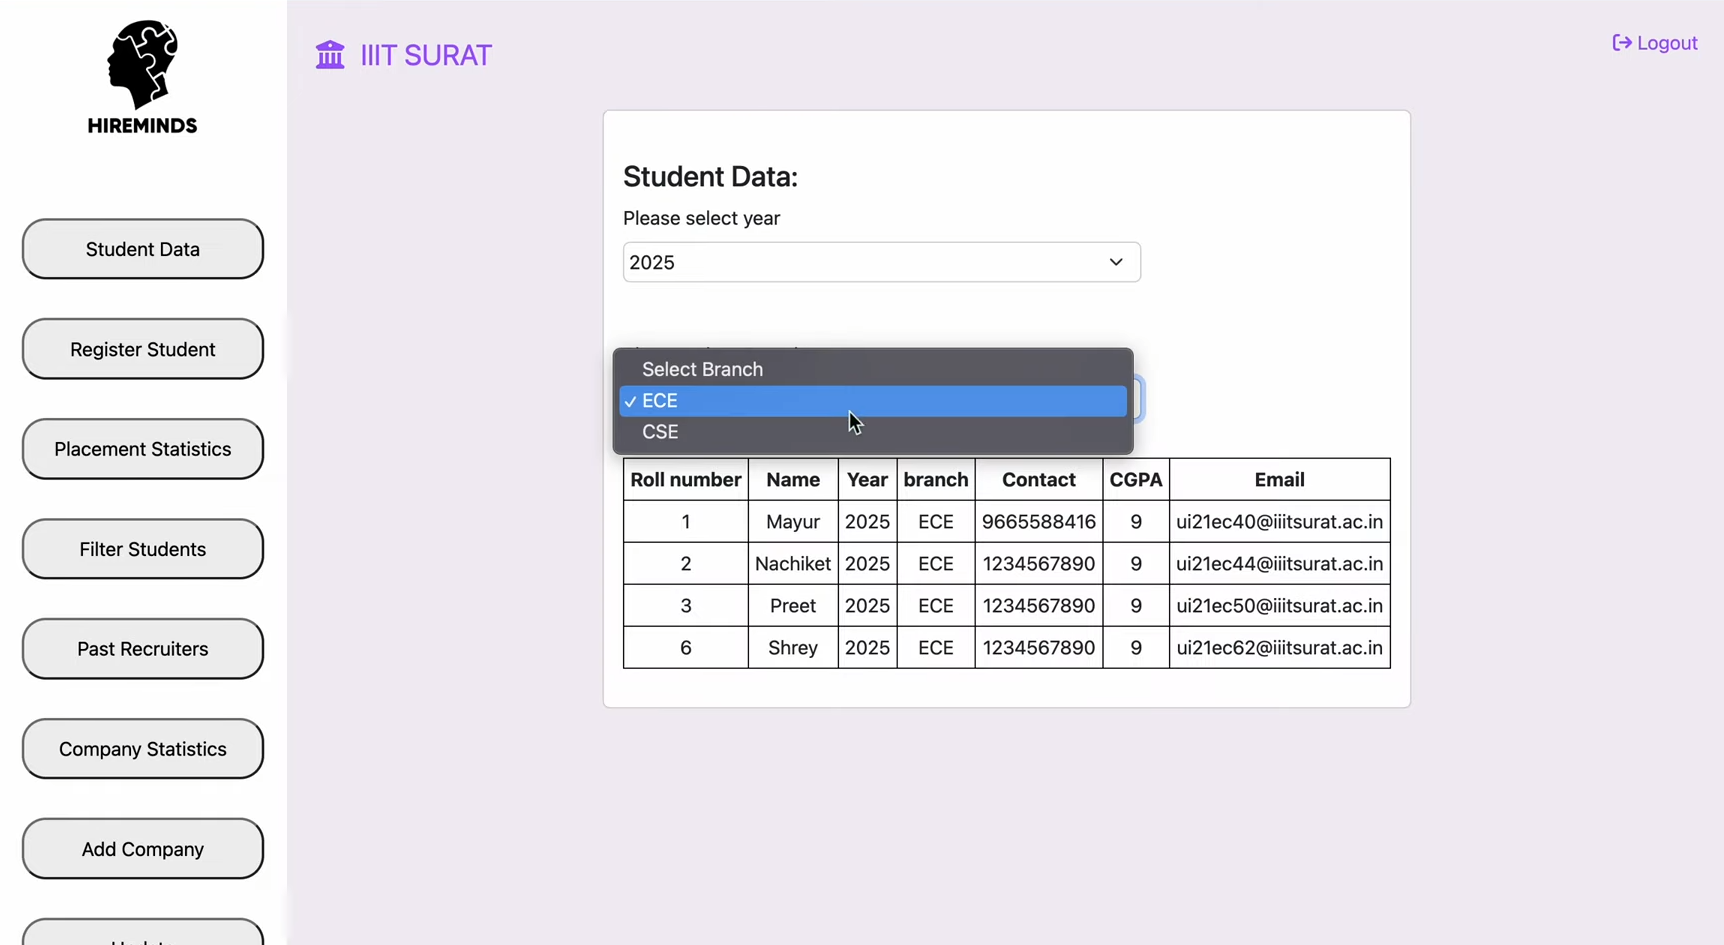 HIREMINDS
IIIT SURAT
Logout
Student Data
Register Student
Placement Statistics
Filter Students
Past Recruiters
Company Statistics
Add Company
Student Data:
Please select year
2025
Select Branch
✓ ECE
CSE
Roll number Name Year branch Contact CGPA Email
1 Mayur 2025 ECE 9665588416 9 ui21ec40@iiitsurat.ac.in
2 Nachiket 2025 ECE 1234567890 9 ui21ec44@iiitsurat.ac.in
3 Preet 2025 ECE 1234567890 9 ui21ec50@iiitsurat.ac.in
6 Shrey 2025 ECE 1234567890 9 ui21ec62@iiitsurat.ac.in